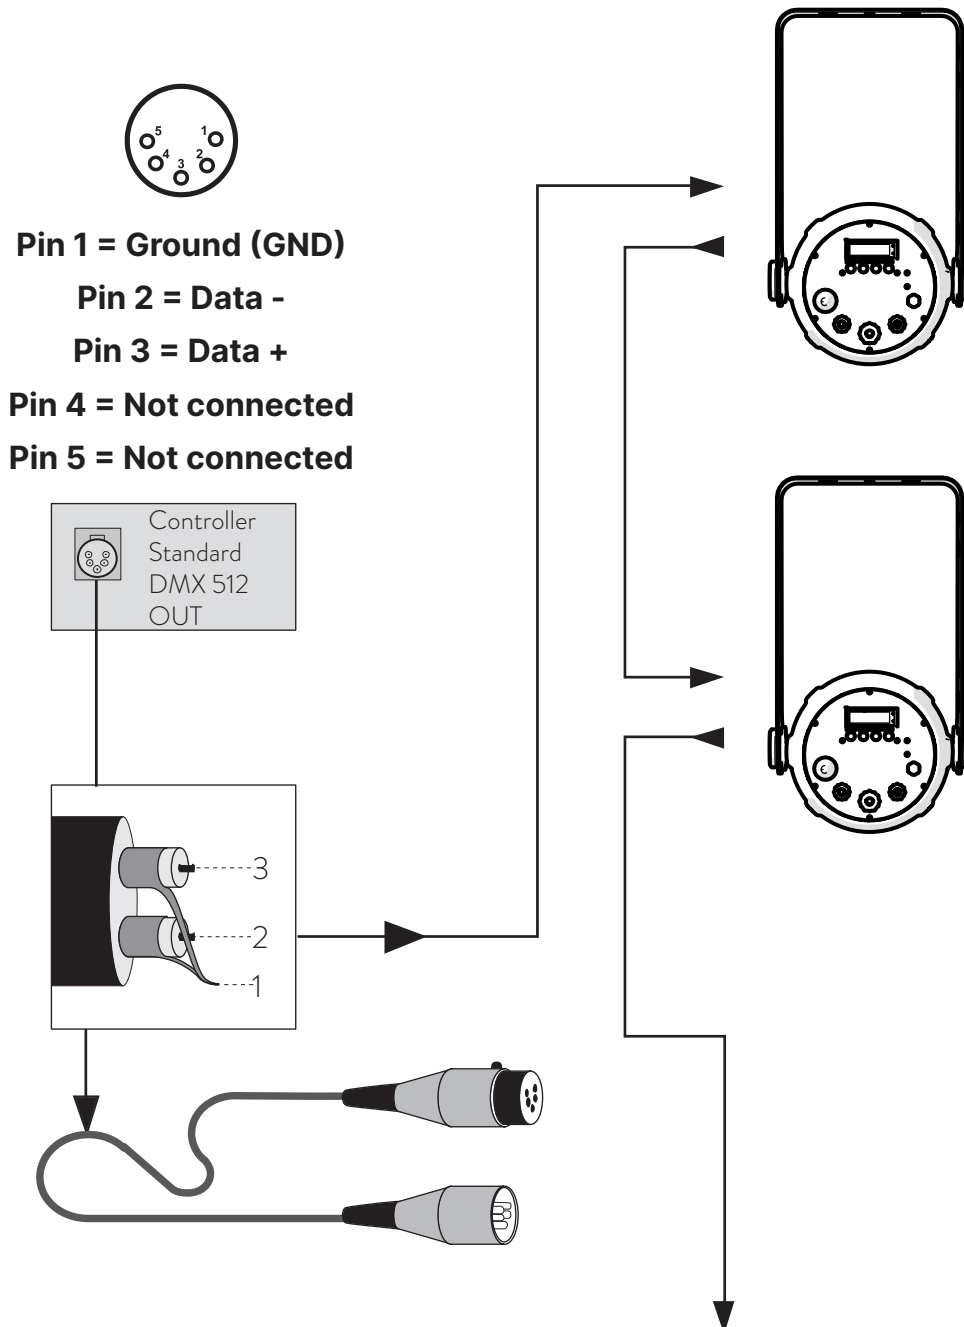 5
1
4
2
3
Pin 1 = Ground (GND)
Pin 2 = Data -
Pin 3 = Data +
Pin 4 = Not connected
Pin 5 = Not connected
Controller
Standard
DMX 512
OUT
3
2
1